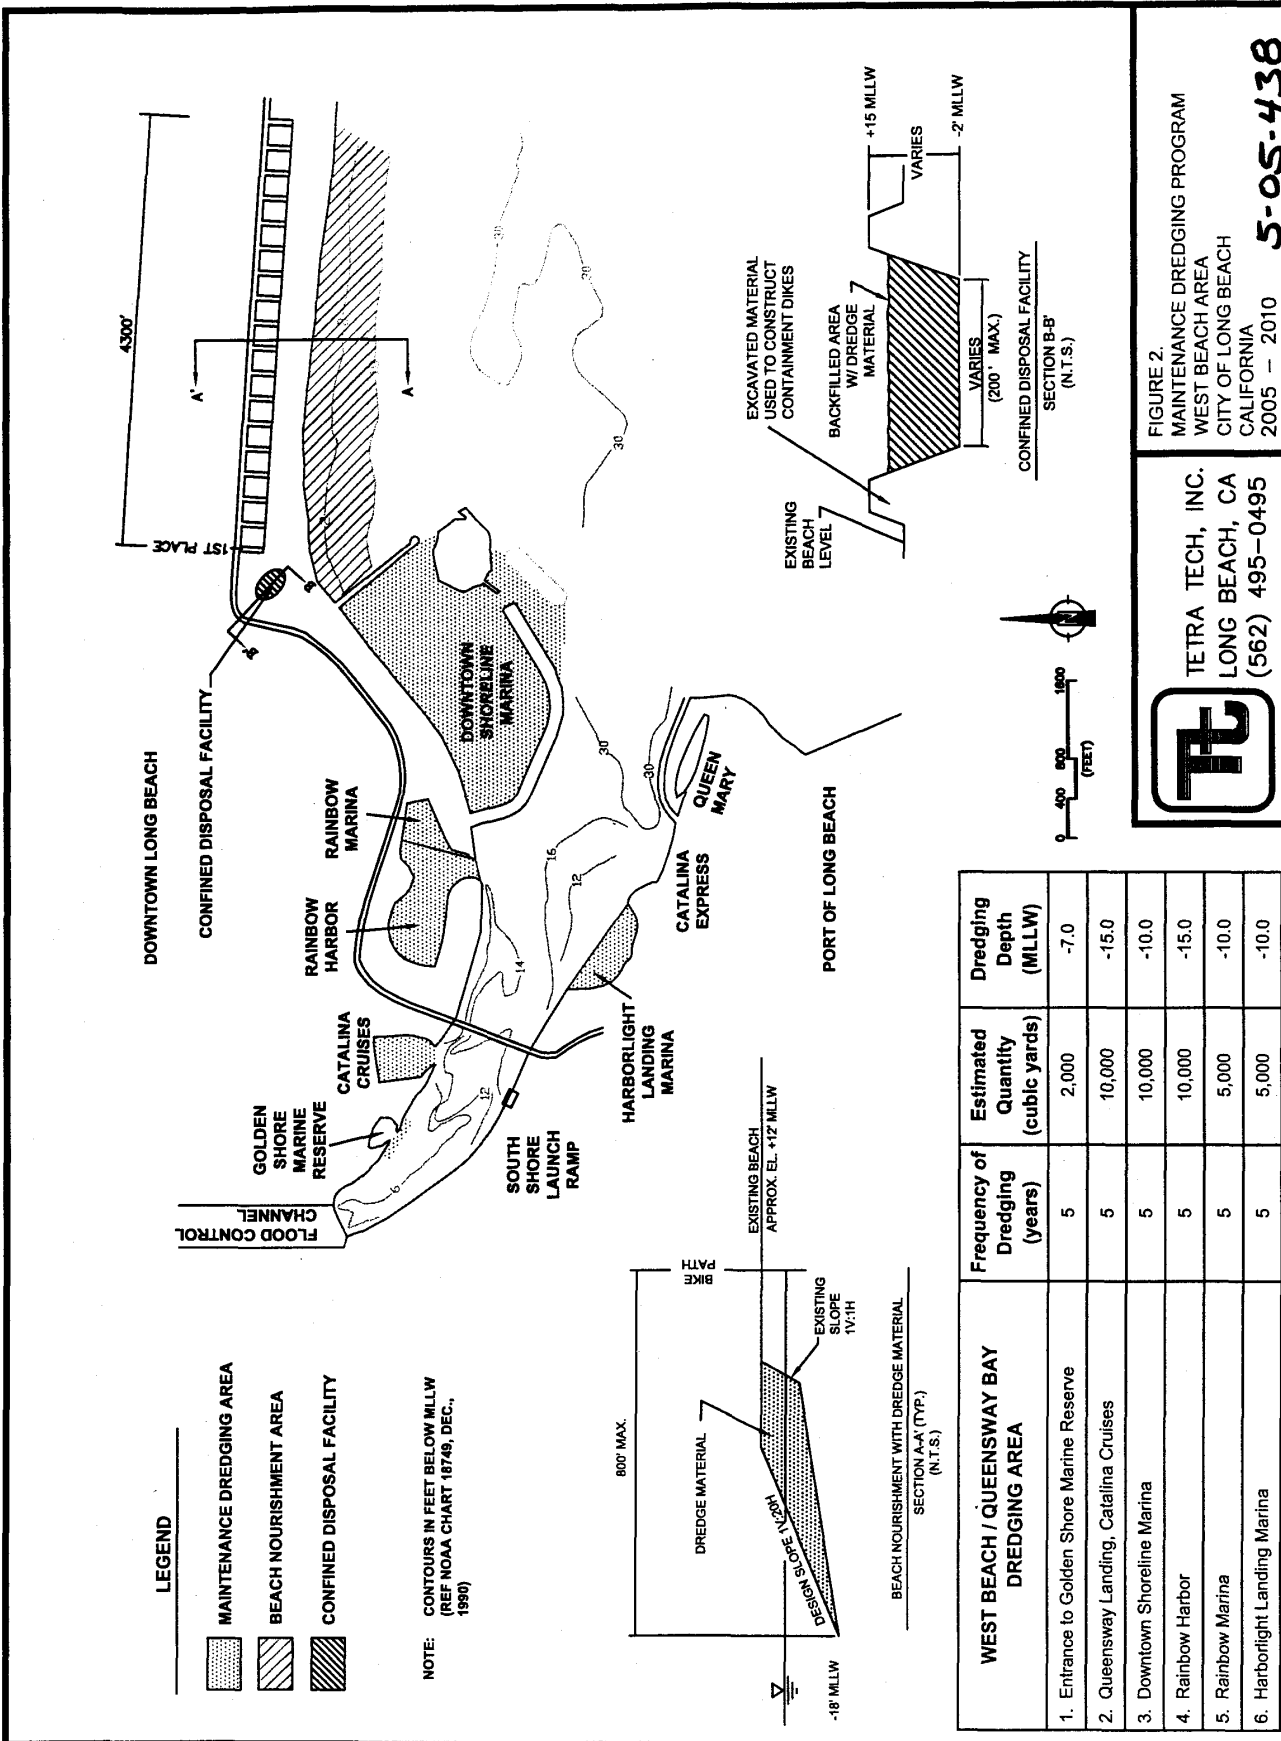 LEGEND
MAINTENANCE DREDGING AREA
BEACH NOURISHMENT AREA
CONFINED DISPOSAL FACILITY
NOTE: CONTOURS IN FEET BELOW MLLW
(REF NOAA CHART 18749, DEC.,
1990)
DOWNTOWN LONG BEACH
CONFINED DISPOSAL FACILITY
FLOOD CONTROL
CHANNEL
GOLDEN
SHORE
MARINE
RESERVE
CATALINA
CRUISES
RAINBOW
HARBOR
RAINBOW
MARINA
DOWNTOWN
SHORELINE
MARINA
1ST PLACE
4300'
A'
A
B'
B
6
12
14
16
12
30
30
30
30
30
SOUTH
SHORE
LAUNCH
RAMP
HARBORLIGHT
LANDING
MARINA
CATALINA
EXPRESS
QUEEN
MARY
PORT OF LONG BEACH
800' MAX.
BIKE
PATH
EXISTING BEACH
APPROX. EL. +12' MLLW
DREDGE MATERIAL
EXISTING
SLOPE
1V:1H
DESIGN SLOPE 1V:20H
-18' MLLW
BEACH NOURISHMENT WITH DREDGE MATERIAL
SECTION A-A' (TYP.)
(N.T.S.)
EXISTING
BEACH
LEVEL
EXCAVATED MATERIAL
USED TO CONSTRUCT
CONTAINMENT DIKES
BACKFILLED AREA
W/ DREDGE
MATERIAL
+15 MLLW
VARIES
-2' MLLW
VARIES
(200' MAX.)
CONFINED DISPOSAL FACILITY
SECTION B-B'
(N.T.S.)
0 400 800 1600
(FEET)
N
WEST BEACH / QUEENSWAY BAY
DREDGING AREA
Frequency of
Dredging
(years)
Estimated
Quantity
(cubic yards)
Dredging
Depth
(MLLW)
1. Entrance to Golden Shore Marine Reserve 5 2,000 -7.0
2. Queensway Landing, Catalina Cruises 5 10,000 -15.0
3. Downtown Shoreline Marina 5 10,000 -10.0
4. Rainbow Harbor 5 10,000 -15.0
5. Rainbow Marina 5 5,000 -10.0
6. Harborlight Landing Marina 5 5,000 -10.0
Tt
TETRA TECH, INC.
LONG BEACH, CA
(562) 495-0495
FIGURE 2.
MAINTENANCE DREDGING PROGRAM
WEST BEACH AREA
CITY OF LONG BEACH
CALIFORNIA
2005 - 2010
5-05-438